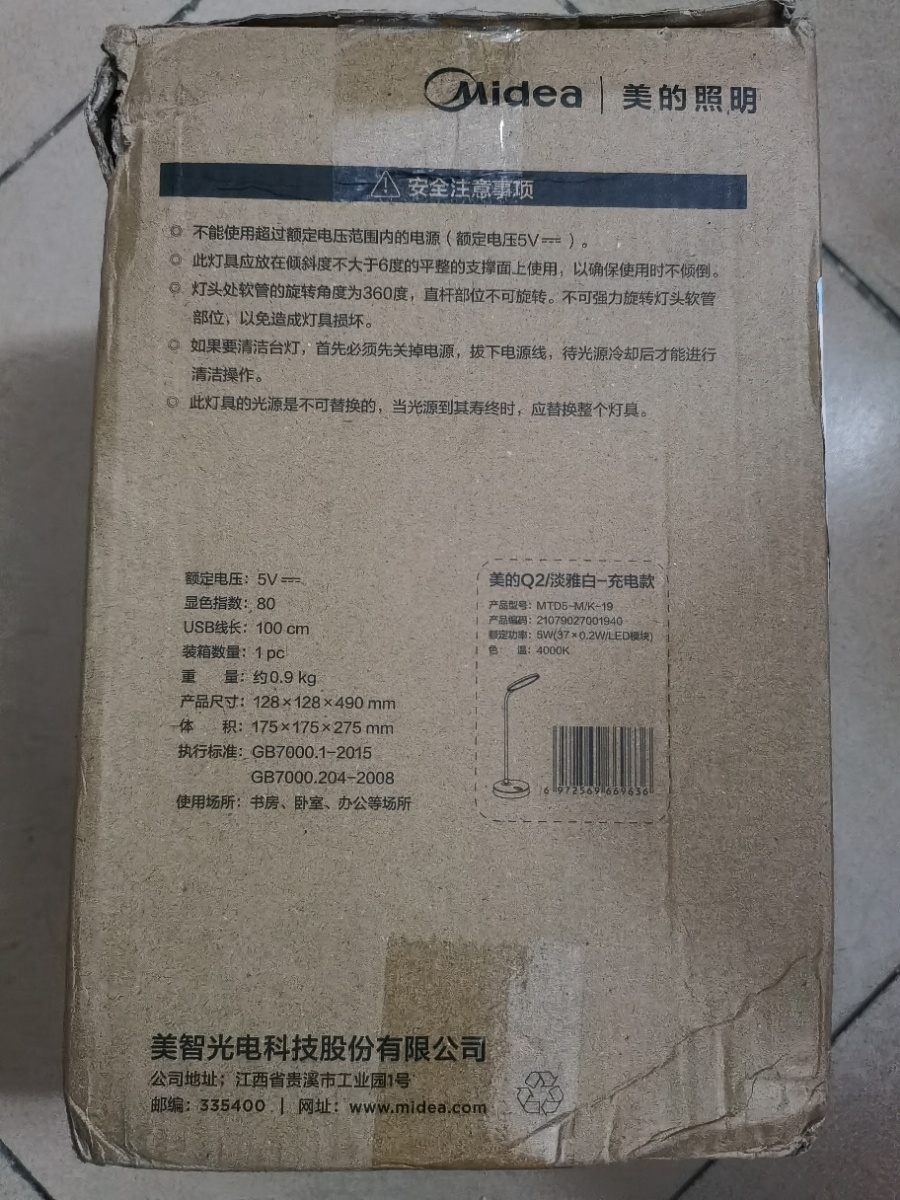 Midea | 美的照明
⚠ 安全注意事项
◎ 不能使用超过额定电压范围内的电源（额定电压5V⎓）。
◎ 此灯具应放在倾斜度不大于6度的平整的支撑面上使用，以确保使用时不倾倒。
◎ 灯头处软管的旋转角度为360度，直杆部位不可旋转。不可强力旋转灯头软管
部位，以免造成灯具损坏。
◎ 如果要清洁台灯，首先必须先关掉电源，拔下电源线，待光源冷却后才能进行
清洁操作。
◎ 此灯具的光源是不可替换的，当光源到其寿终时，应替换整个灯具。
额定电压：5V⎓
显色指数：80
USB线长：100 cm
装箱数量：1 pc
重 量：约0.9 kg
产品尺寸：128×128×490 mm
体 积：175×175×275 mm
执行标准：GB7000.1-2015
GB7000.204-2008
使用场所：书房、卧室、办公等场所
美的Q2/淡雅白-充电款
产品型号：MTD5-M/K-19
产品编码：21079027001940
额定功率：5W(37×0.2W/LED模块)
色 温：4000K
6 972569 669636
美智光电科技股份有限公司
公司地址：江西省贵溪市工业园1号
邮编：335400 | 网址：www.midea.com